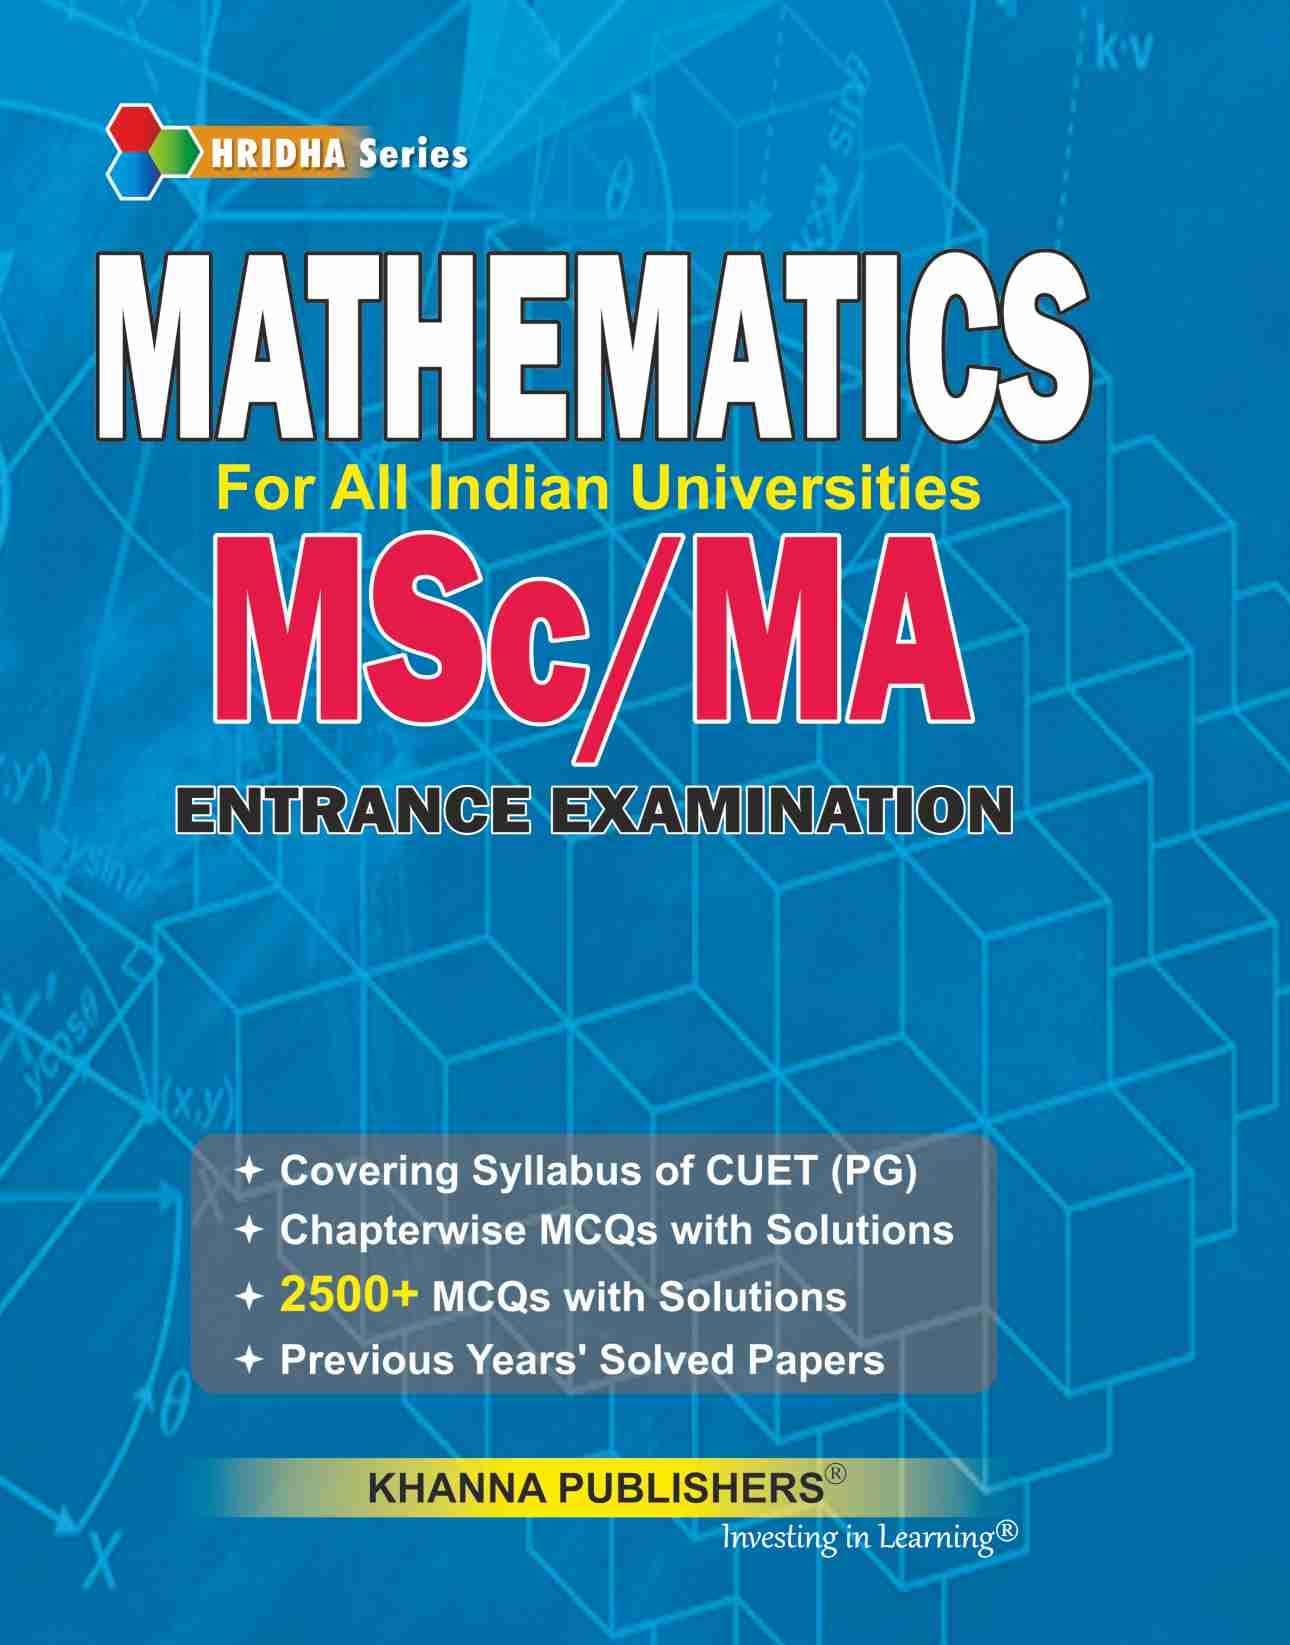 k·v
HRIDHA Series
θ
MATHEMATICS
For All Indian Universities
MSc/MA
ENTRANCE EXAMINATION
ycosθ
(x,y)
✦ Covering Syllabus of CUET (PG)
✦ Chapterwise MCQs with Solutions
✦ 2500+ MCQs with Solutions
✦ Previous Years' Solved Papers
θ
KHANNA PUBLISHERS®
Investing in Learning®
X